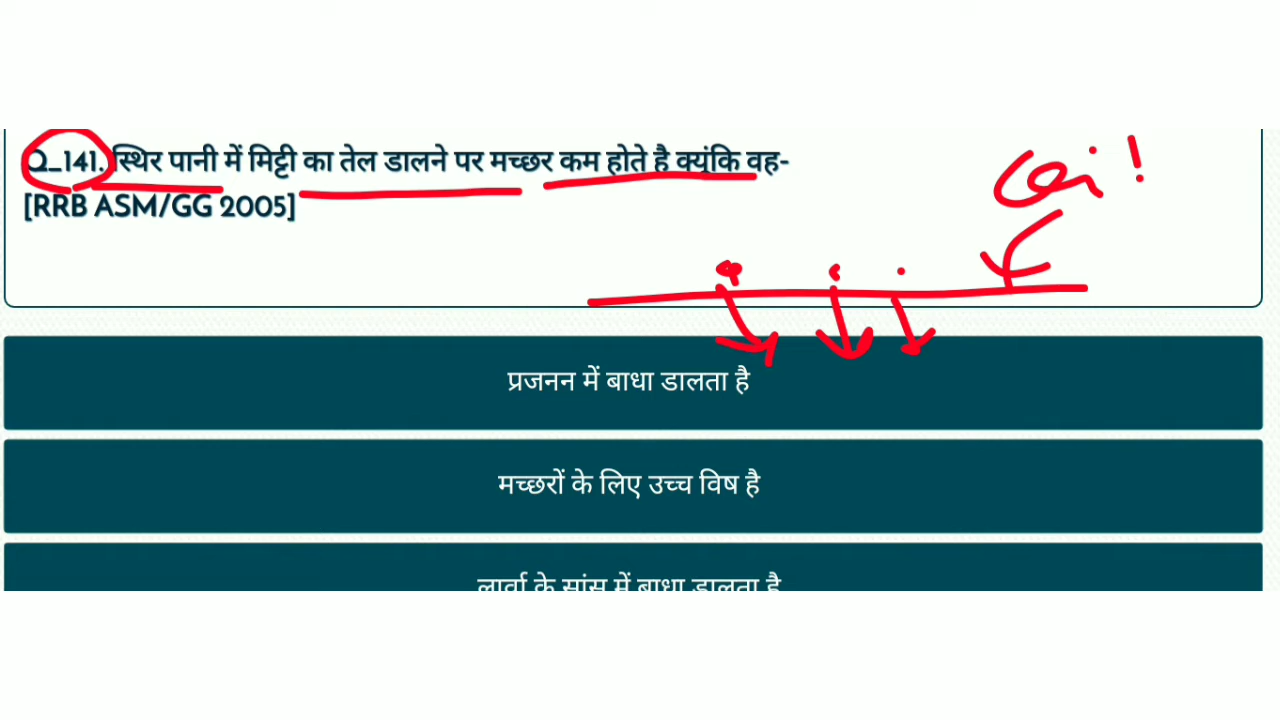 Q_141. स्थिर पानी में मिट्टी का तेल डालने पर मच्छर कम होते है क्यूंकि वह-
[RRB ASM/GG 2005]
प्रजनन में बाधा डालता है
मच्छरों के लिए उच्च विष है
लार्वा के सांस में बाधा डालता है